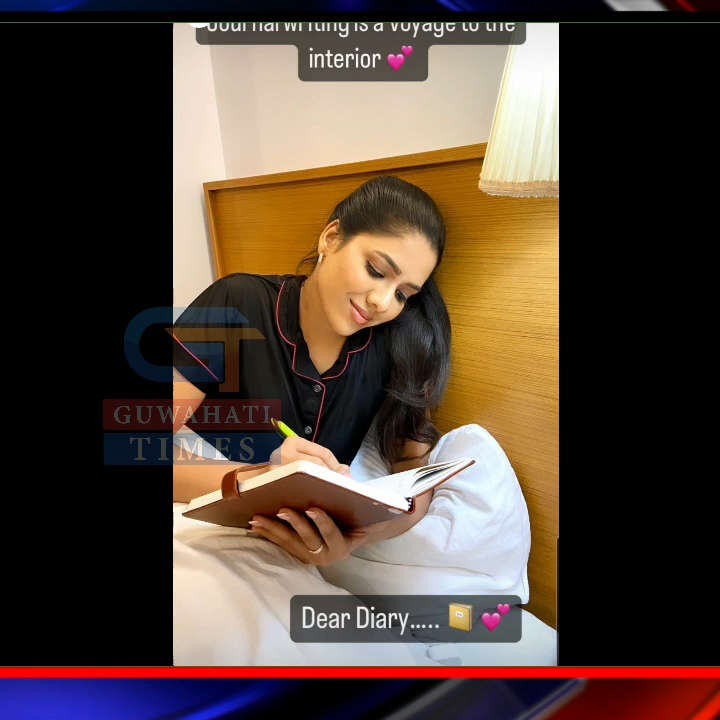 Journal writing is a voyage to the
interior 💕
GT
GUWAHATI
TIMES
Dear Diary..... 📔 💕